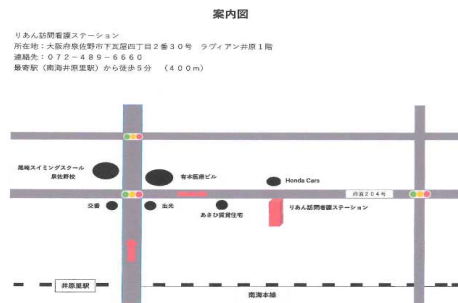 案内図
りあん訪問看護ステーション
所在地：大阪府泉佐野市下瓦屋四丁目２番３０号　ラヴィアン井原１階
連絡先：０７２－４８９－６６６０
最寄駅（南海井原里駅）から徒歩５分　（４００ｍ）
尾崎スイミングスクール
泉佐野校
有本医療ビル
Honda Cars
府道２０４号
交番
出光
あさひ賃貸住宅
りあん訪問看護ステーション
井原里駅
南海本線